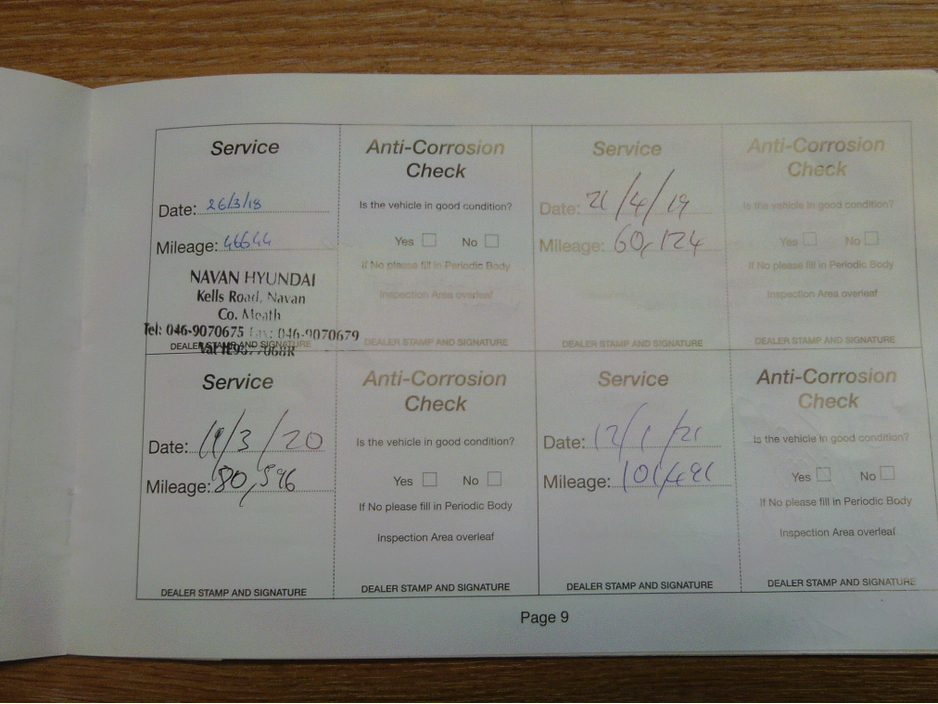 Service
Date: 26/3/18
Mileage: 46644
NAVAN HYUNDAI
Kells Road, Navan
Co. Meath
Tel: 046-9070675 Fax: 046-9070679
DEALER STAMP AND SIGNATURE
Anti-Corrosion
Check
Is the vehicle in good condition?
Yes No
If No please fill in Periodic Body
Inspection Area overleaf
DEALER STAMP AND SIGNATURE
Service
Date: 21/4/19
Mileage: 60,124
DEALER STAMP AND SIGNATURE
Anti-Corrosion
Check
Is the vehicle in good condition?
Yes No
If No please fill in Periodic Body
Inspection Area overleaf
DEALER STAMP AND SIGNATURE
Service
Date: 11/3/20
Mileage: 80,596
DEALER STAMP AND SIGNATURE
Anti-Corrosion
Check
Is the vehicle in good condition?
Yes No
If No please fill in Periodic Body
Inspection Area overleaf
DEALER STAMP AND SIGNATURE
Service
Date: 12/1/21
Mileage: 101,491
DEALER STAMP AND SIGNATURE
Anti-Corrosion
Check
Is the vehicle in good condition?
Yes No
If No please fill in Periodic Body
Inspection Area overleaf
DEALER STAMP AND SIGNATURE
Page 9